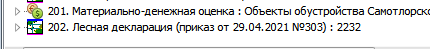 201. Материально-денежная оценка : Объекты обустройства Самотлорско
202. Лесная декларация (приказ от 29.04.2021 №303) : 2232